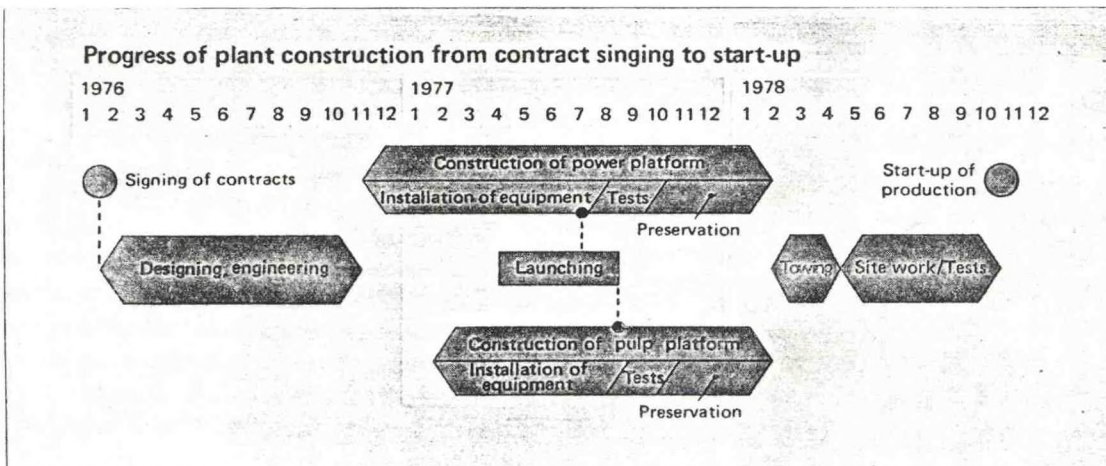 Progress of plant construction from contract singing to start-up
1976 1977 1978
1 2 3 4 5 6 7 8 9 10 11 12 1 2 3 4 5 6 7 8 9 10 11 12 1 2 3 4 5 6 7 8 9 10 11 12
Construction of power platform
Signing of contracts
Start-up of
production
Installation of equipment / Tests /
Preservation
Designing, engineering
Launching
Towing
Site work/Tests
Construction of pulp platform
Installation of
equipment
/ Tests /
Preservation